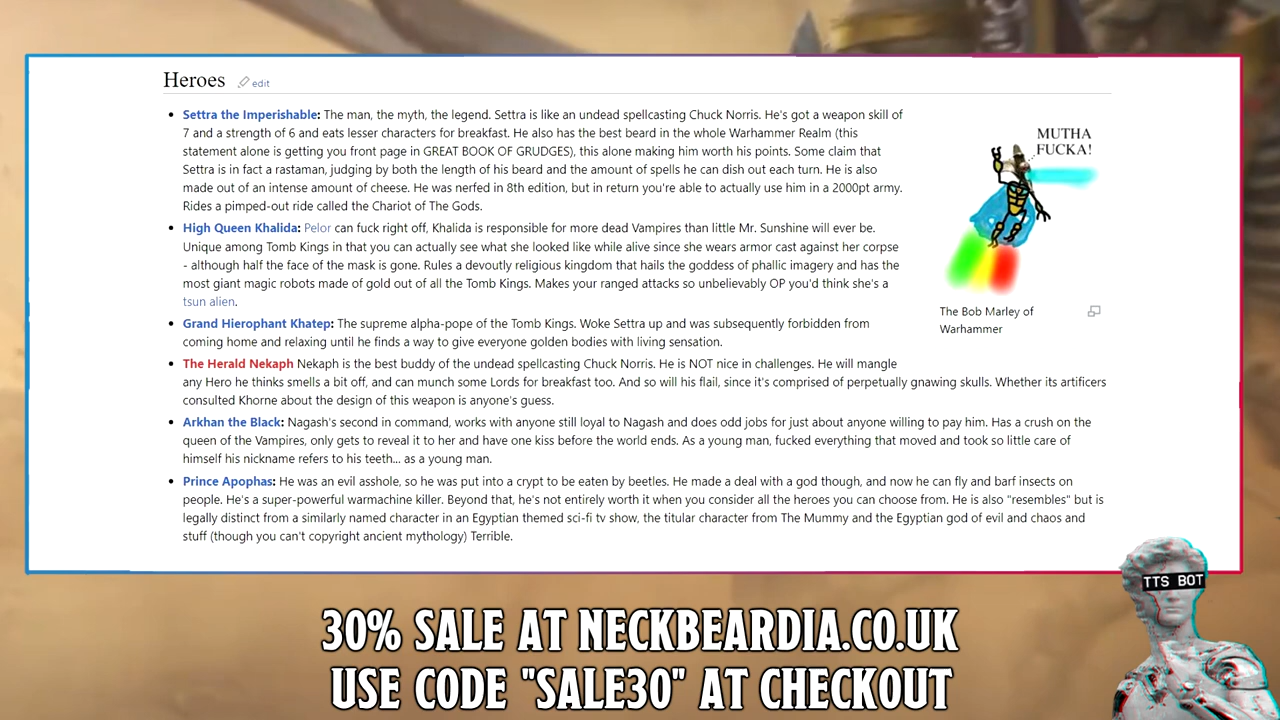 Heroes edit
Settra the Imperishable: The man, the myth, the legend. Settra is like an undead spellcasting Chuck Norris. He's got a weapon skill of
7 and a strength of 6 and eats lesser characters for breakfast. He also has the best beard in the whole Warhammer Realm (this
statement alone is getting you front page in GREAT BOOK OF GRUDGES), this alone making him worth his points. Some claim that
Settra is in fact a rastaman, judging by both the length of his beard and the amount of spells he can dish out each turn. He is also
made out of an intense amount of cheese. He was nerfed in 8th edition, but in return you're able to actually use him in a 2000pt army.
Rides a pimped-out ride called the Chariot of The Gods.
MUTHA
FUCKA!
The Bob Marley of
Warhammer
High Queen Khalida: Pelor can fuck right off, Khalida is responsible for more dead Vampires than little Mr. Sunshine will ever be.
Unique among Tomb Kings in that you can actually see what she looked like while alive since she wears armor cast against her corpse
- although half the face of the mask is gone. Rules a devoutly religious kingdom that hails the goddess of phallic imagery and has the
most giant magic robots made of gold out of all the Tomb Kings. Makes your ranged attacks so unbelievably OP you'd think she's a
tsun alien.
Grand Hierophant Khatep: The supreme alpha-pope of the Tomb Kings. Woke Settra up and was subsequently forbidden from
coming home and relaxing until he finds a way to give everyone golden bodies with living sensation.
The Herald Nekaph Nekaph is the best buddy of the undead spellcasting Chuck Norris. He is NOT nice in challenges. He will mangle
any Hero he thinks smells a bit off, and can munch some Lords for breakfast too. And so will his flail, since it's comprised of perpetually gnawing skulls. Whether its artificers
consulted Khorne about the design of this weapon is anyone's guess.
Arkhan the Black: Nagash's second in command, works with anyone still loyal to Nagash and does odd jobs for just about anyone willing to pay him. Has a crush on the
queen of the Vampires, only gets to reveal it to her and have one kiss before the world ends. As a young man, fucked everything that moved and took so little care of
himself his nickname refers to his teeth... as a young man.
Prince Apophas: He was an evil asshole, so he was put into a crypt to be eaten by beetles. He made a deal with a god though, and now he can fly and barf insects on
people. He's a super-powerful warmachine killer. Beyond that, he's not entirely worth it when you consider all the heroes you can choose from. He is also "resembles" but is
legally distinct from a similarly named character in an Egyptian themed sci-fi tv show, the titular character from The Mummy and the Egyptian god of evil and chaos and
stuff (though you can't copyright ancient mythology) Terrible.
TTS BOT
30% SALE AT NECKBEARDIA.CO.UK
USE CODE "SALE30" AT CHECKOUT